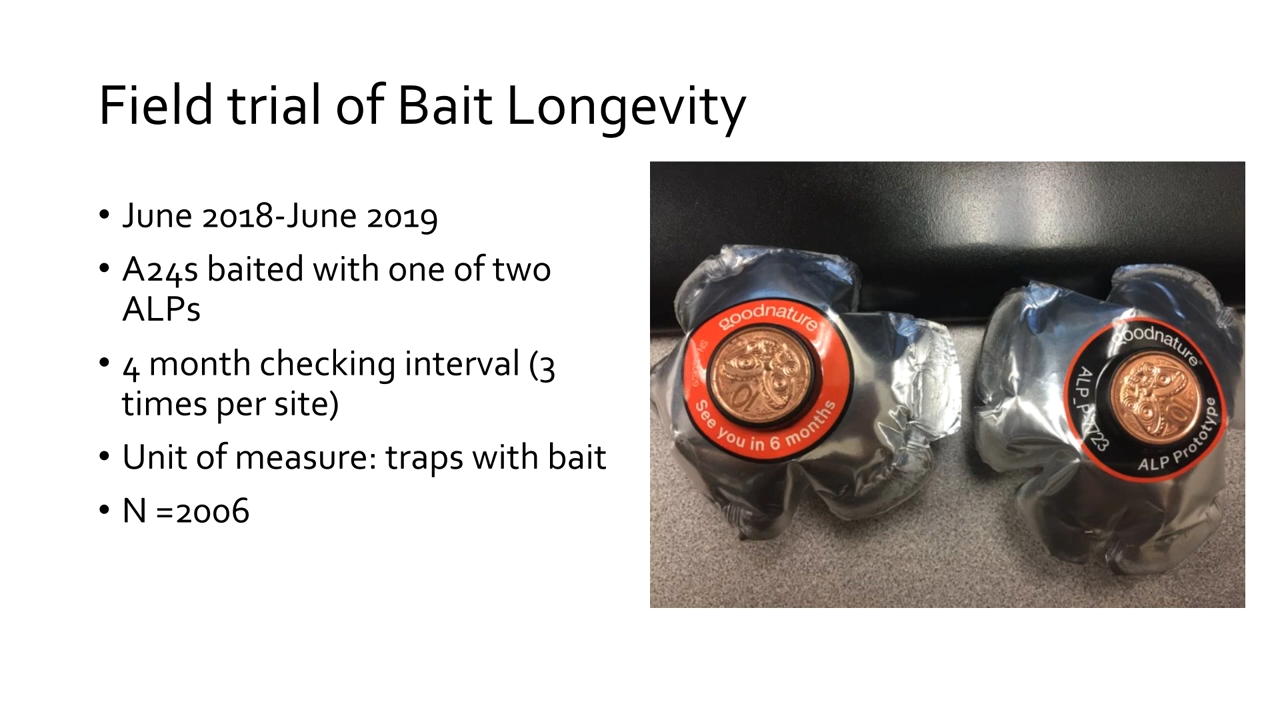 Field trial of Bait Longevity
• June 2018-June 2019
• A24s baited with one of two
ALPs
• 4 month checking interval (3
times per site)
• Unit of measure: traps with bait
• N =2006
goodnature
See you in 6 months
10
goodnature
ALP Prototype
10